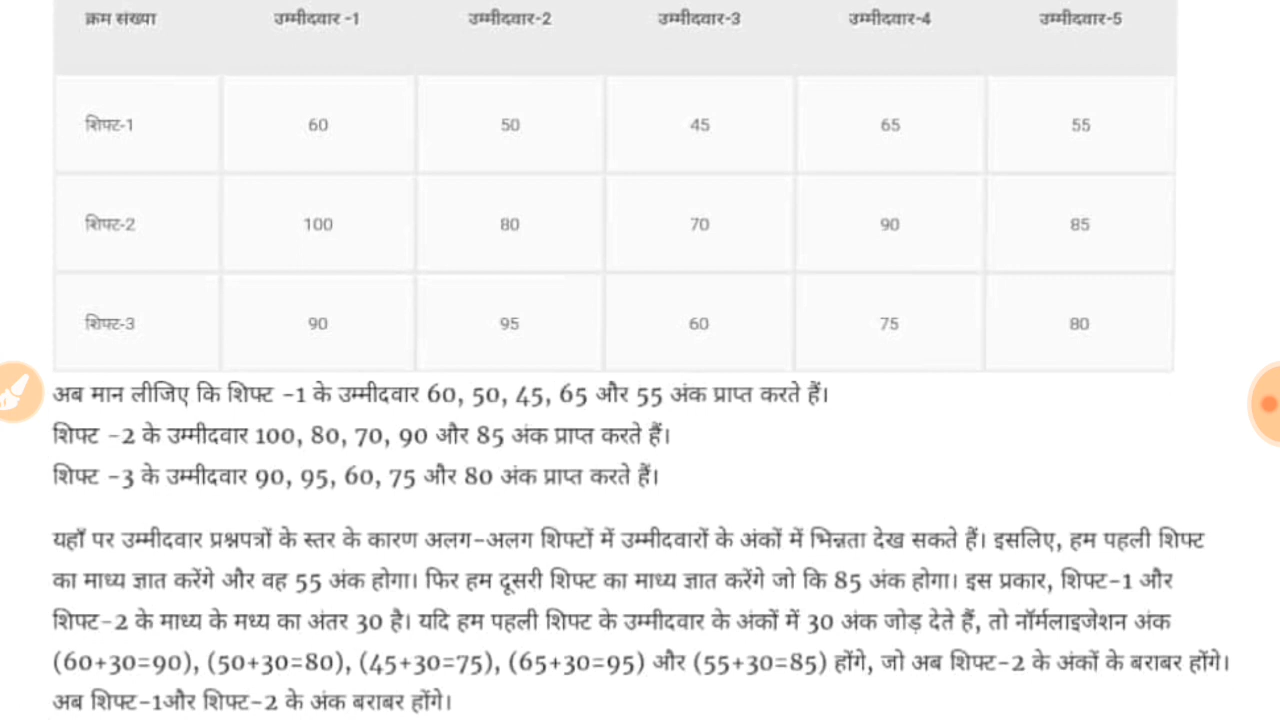 क्रम संख्या उम्मीदवार -1 उम्मीदवार-2 उम्मीदवार-3 उम्मीदवार-4 उम्मीदवार-5
शिफ्ट-1 60 50 45 65 55
शिफ्ट-2 100 80 70 90 85
शिफ्ट-3 90 95 60 75 80
अब मान लीजिए कि शिफ्ट -1 के उम्मीदवार 60, 50, 45, 65 और 55 अंक प्राप्त करते हैं।
शिफ्ट -2 के उम्मीदवार 100, 80, 70, 90 और 85 अंक प्राप्त करते हैं।
शिफ्ट -3 के उम्मीदवार 90, 95, 60, 75 और 80 अंक प्राप्त करते हैं।
यहाँ पर उम्मीदवार प्रश्नपत्रों के स्तर के कारण अलग-अलग शिफ्टों में उम्मीदवारों के अंकों में भिन्नता देख सकते हैं। इसलिए, हम पहली शिफ्ट
का माध्य ज्ञात करेंगे और वह 55 अंक होगा। फिर हम दूसरी शिफ्ट का माध्य ज्ञात करेंगे जो कि 85 अंक होगा। इस प्रकार, शिफ्ट-1 और
शिफ्ट-2 के माध्य के मध्य का अंतर 30 है। यदि हम पहली शिफ्ट के उम्मीदवार के अंकों में 30 अंक जोड़ देते हैं, तो नॉर्मलाइजेशन अंक
(60+30=90), (50+30=80), (45+30=75), (65+30=95) और (55+30=85) होंगे, जो अब शिफ्ट-2 के अंकों के बराबर होंगे।
अब शिफ्ट-1और शिफ्ट-2 के अंक बराबर होंगे।